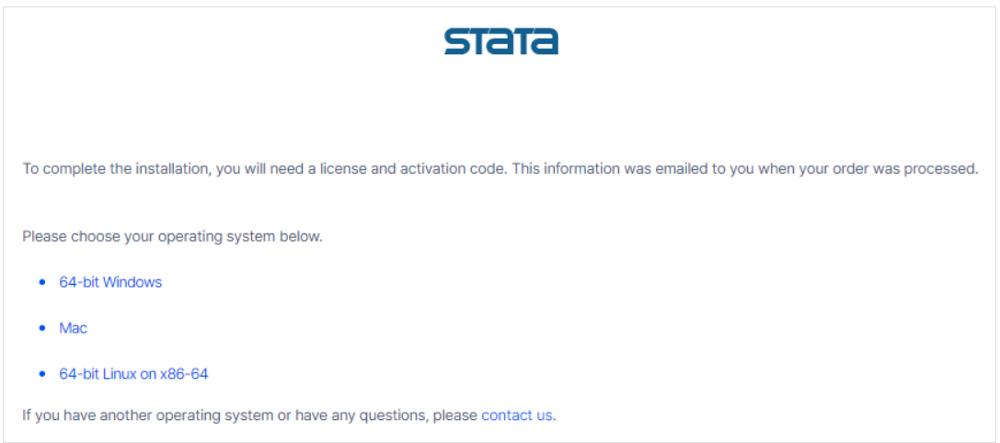 stata
To complete the installation, you will need a license and activation code. This information was emailed to you when your order was processed.
Please choose your operating system below.
• 64-bit Windows
• Mac
• 64-bit Linux on x86-64
If you have another operating system or have any questions, please contact us.